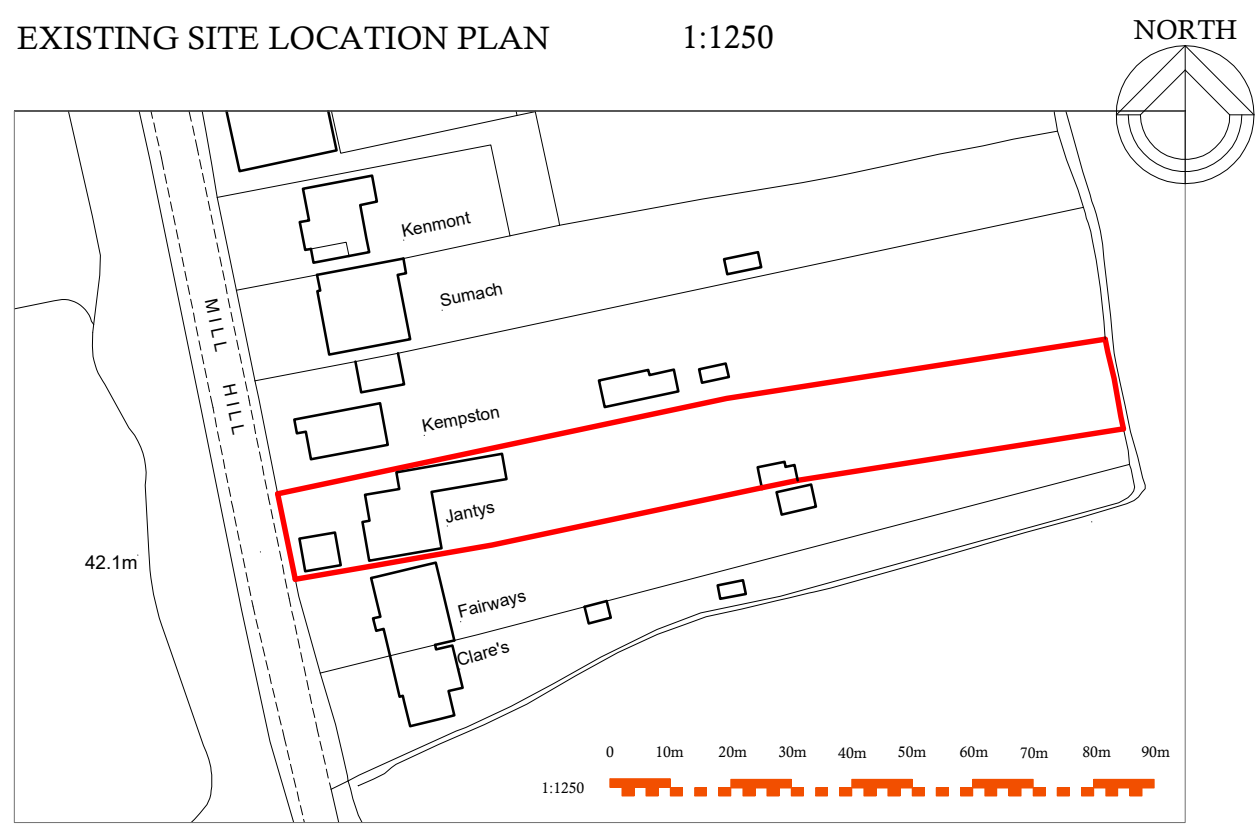 EXISTING SITE LOCATION PLAN 1:1250
NORTH
Kenmont
Sumach
MILL HILL
Kempston
Jantys
42.1m
Fairways
Clare's
0 10m 20m 30m 40m 50m 60m 70m 80m 90m
1:1250